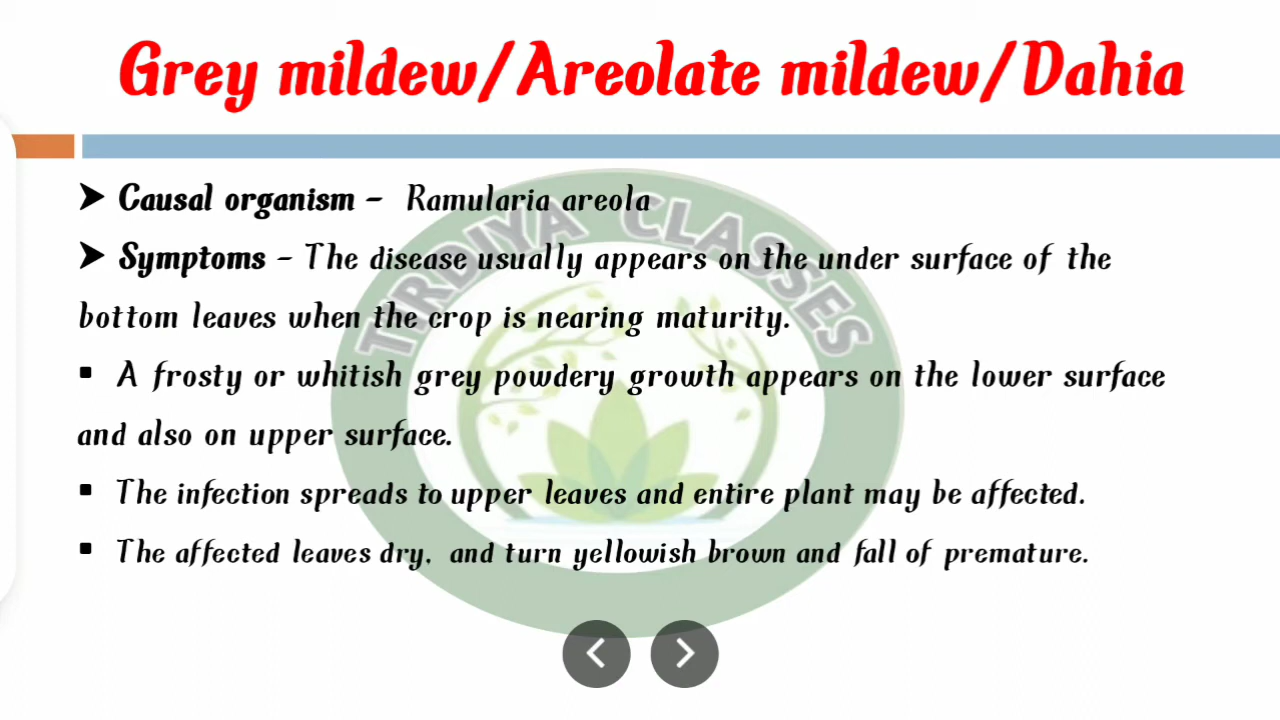 Grey mildew/Areolate mildew/Dahia
➤ Causal organism – Ramularia areola
➤ Symptoms – The disease usually appears on the under surface of the
bottom leaves when the crop is nearing maturity.
▪ A frosty or whitish grey powdery growth appears on the lower surface
and also on upper surface.
▪ The infection spreads to upper leaves and entire plant may be affected.
▪ The affected leaves dry, and turn yellowish brown and fall of premature.
TIRDIYA CLASSES